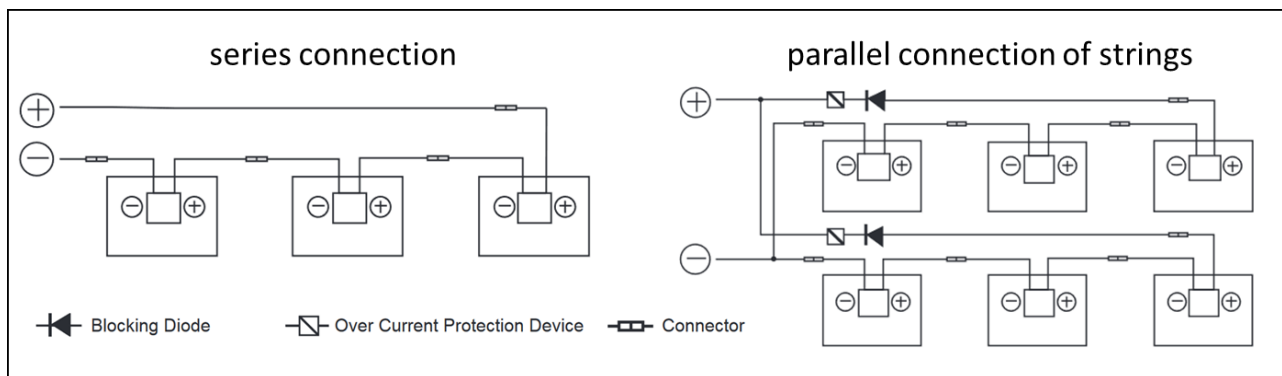 series connection
parallel connection of strings
+
−
− + − + − +
+
− + − + − +
−
− + − + − +
Blocking Diode Over Current Protection Device Connector